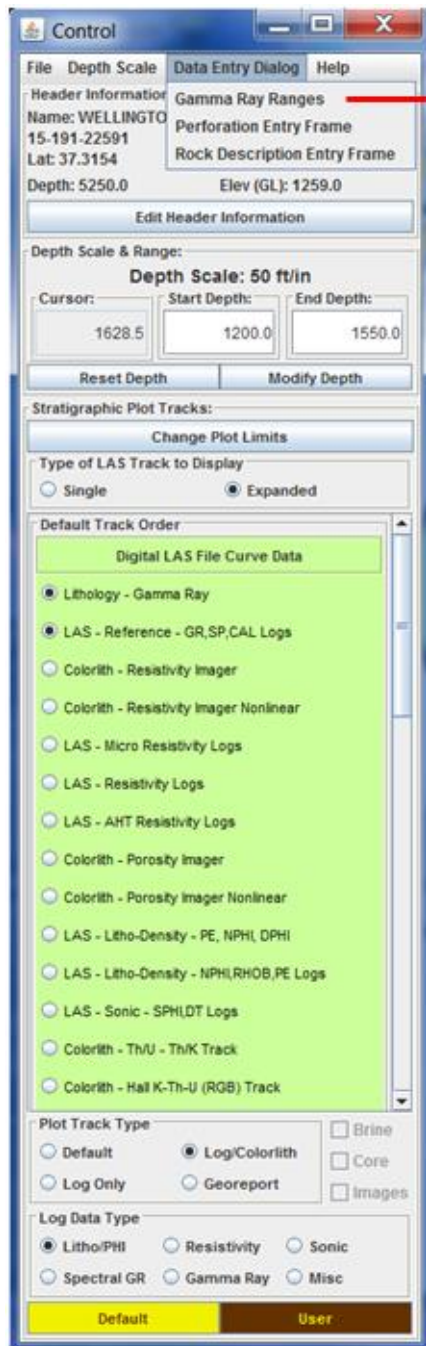 Control
File Depth Scale Data Entry Dialog Help
Gamma Ray Ranges
Perforation Entry Frame
Rock Description Entry Frame
Header Information
Name: WELLINGTO
15-191-22591
Lat: 37.3154
Depth: 5250.0 Elev (GL): 1259.0
Edit Header Information
Depth Scale & Range:
Depth Scale: 50 ft/in
Cursor: Start Depth: End Depth:
1628.5 1200.0 1550.0
Reset Depth Modify Depth
Stratigraphic Plot Tracks:
Change Plot Limits
Type of LAS Track to Display
Single Expanded
Default Track Order
Digital LAS File Curve Data
Lithology - Gamma Ray
LAS - Reference - GR,SP,CAL Logs
Colorlith - Resistivity Imager
Colorlith - Resistivity Imager Nonlinear
LAS - Micro Resistivity Logs
LAS - Resistivity Logs
LAS - AHT Resistivity Logs
Colorlith - Porosity Imager
Colorlith - Porosity Imager Nonlinear
LAS - Litho-Density - PE, NPHI, DPHI
LAS - Litho-Density - NPHI,RHOB,PE Logs
LAS - Sonic - SPHI,DT Logs
Colorlith - Th/U - Th/K Track
Colorlith - Hall K-Th-U (RGB) Track
Plot Track Type
Default Log/Colorlith
Log Only Georeport
Brine
Core
Images
Log Data Type
Litho/PHI Resistivity Sonic
Spectral GR Gamma Ray Misc
Default User